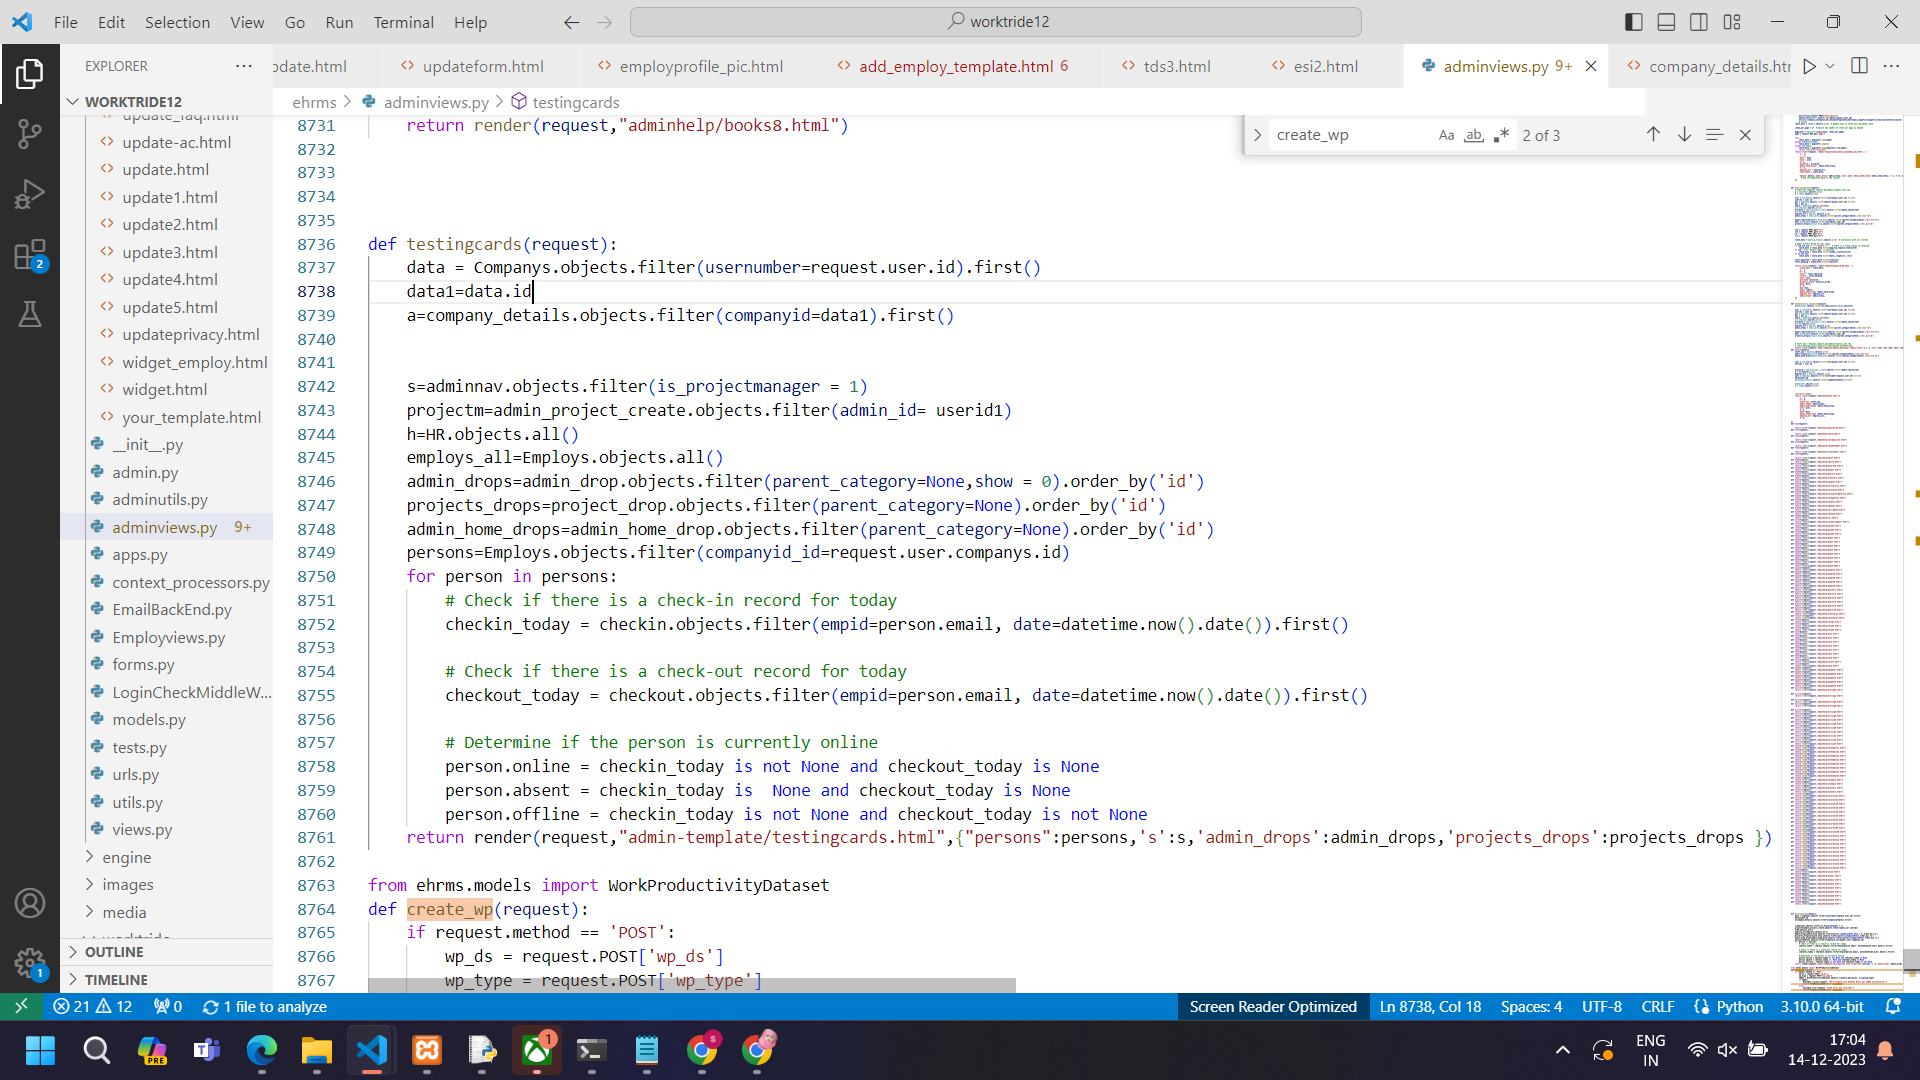 File Edit Selection View Go Run Terminal Help
worktride12
EXPLORER
pdate.html
updateform.html
employprofile_pic.html
add_employ_template.html 6
tds3.html
esi2.html
adminviews.py 9+
company_details.htm
WORKTRIDE12
ehrms > adminviews.py > testingcards
create_wp
Aa
ab
2 of 3
update_faq.html
update-ac.html
update.html
update1.html
update2.html
update3.html
update4.html
update5.html
updateprivacy.html
widget_employ.html
widget.html
your_template.html
__init__.py
admin.py
adminutils.py
adminviews.py 9+
apps.py
context_processors.py
EmailBackEnd.py
Employviews.py
forms.py
LoginCheckMiddleW...
models.py
tests.py
urls.py
utils.py
views.py
engine
images
media
worktride
OUTLINE
TIMELINE
8731 return render(request,"adminhelp/books8.html")
8732
8733
8734
8735
8736 def testingcards(request):
8737 data = Companys.objects.filter(usernumber=request.user.id).first()
8738 data1=data.id
8739 a=company_details.objects.filter(companyid=data1).first()
8740
8741
8742 s=adminnav.objects.filter(is_projectmanager = 1)
8743 projectm=admin_project_create.objects.filter(admin_id= userid1)
8744 h=HR.objects.all()
8745 employs_all=Employs.objects.all()
8746 admin_drops=admin_drop.objects.filter(parent_category=None,show = 0).order_by('id')
8747 projects_drops=project_drop.objects.filter(parent_category=None).order_by('id')
8748 admin_home_drops=admin_home_drop.objects.filter(parent_category=None).order_by('id')
8749 persons=Employs.objects.filter(companyid_id=request.user.companys.id)
8750 for person in persons:
8751 # Check if there is a check-in record for today
8752 checkin_today = checkin.objects.filter(empid=person.email, date=datetime.now().date()).first()
8753
8754 # Check if there is a check-out record for today
8755 checkout_today = checkout.objects.filter(empid=person.email, date=datetime.now().date()).first()
8756
8757 # Determine if the person is currently online
8758 person.online = checkin_today is not None and checkout_today is None
8759 person.absent = checkin_today is  None and checkout_today is None
8760 person.offline = checkin_today is not None and checkout_today is not None
8761 return render(request,"admin-template/testingcards.html",{"persons":persons,'s':s,'admin_drops':admin_drops,'projects_drops':projects_drops })
8762
8763 from ehrms.models import WorkProductivityDataset
8764 def create_wp(request):
8765 if request.method == 'POST':
8766 wp_ds = request.POST['wp_ds']
8767 wp_type = request.POST['wp_type']
2
1
21 12 0 1 file to analyze
Screen Reader Optimized Ln 8738, Col 18 Spaces: 4 UTF-8 CRLF Python 3.10.0 64-bit
PRE
1
S
ENG
IN
17:04
14-12-2023